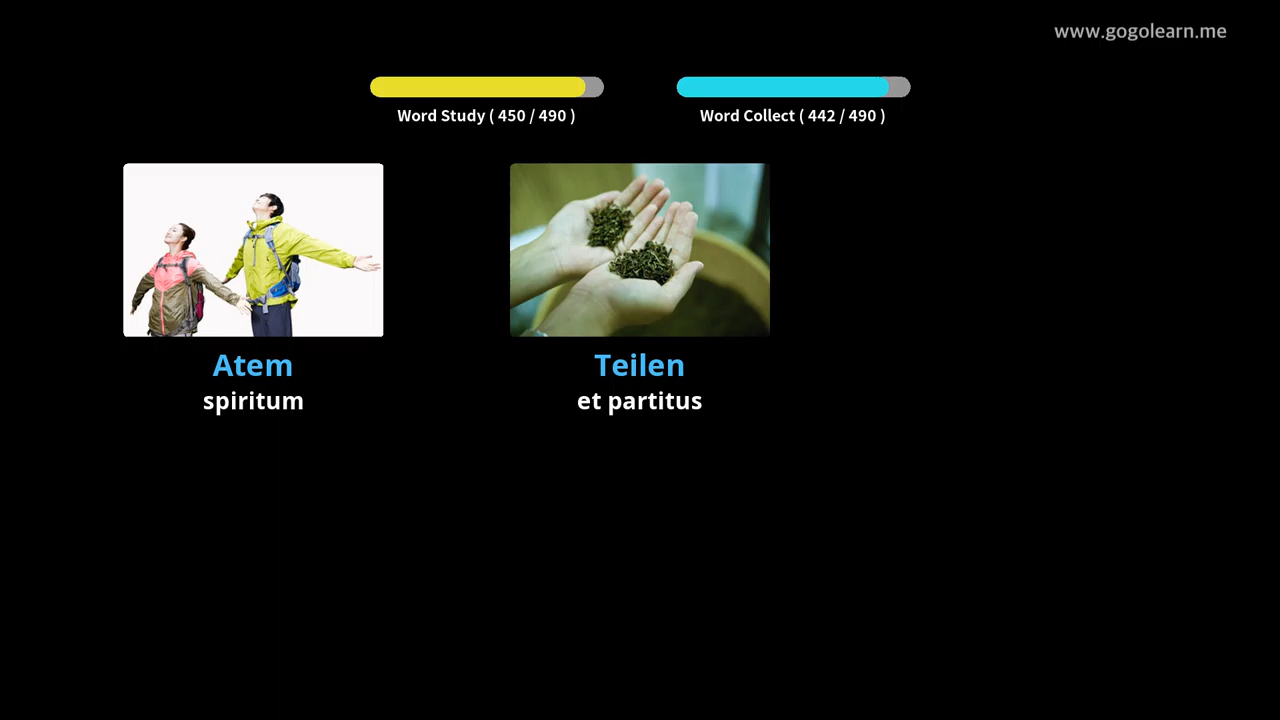 www.gogolearn.me
Word Study ( 450 / 490 )
Word Collect ( 442 / 490 )
Atem
spiritum
Teilen
et partitus